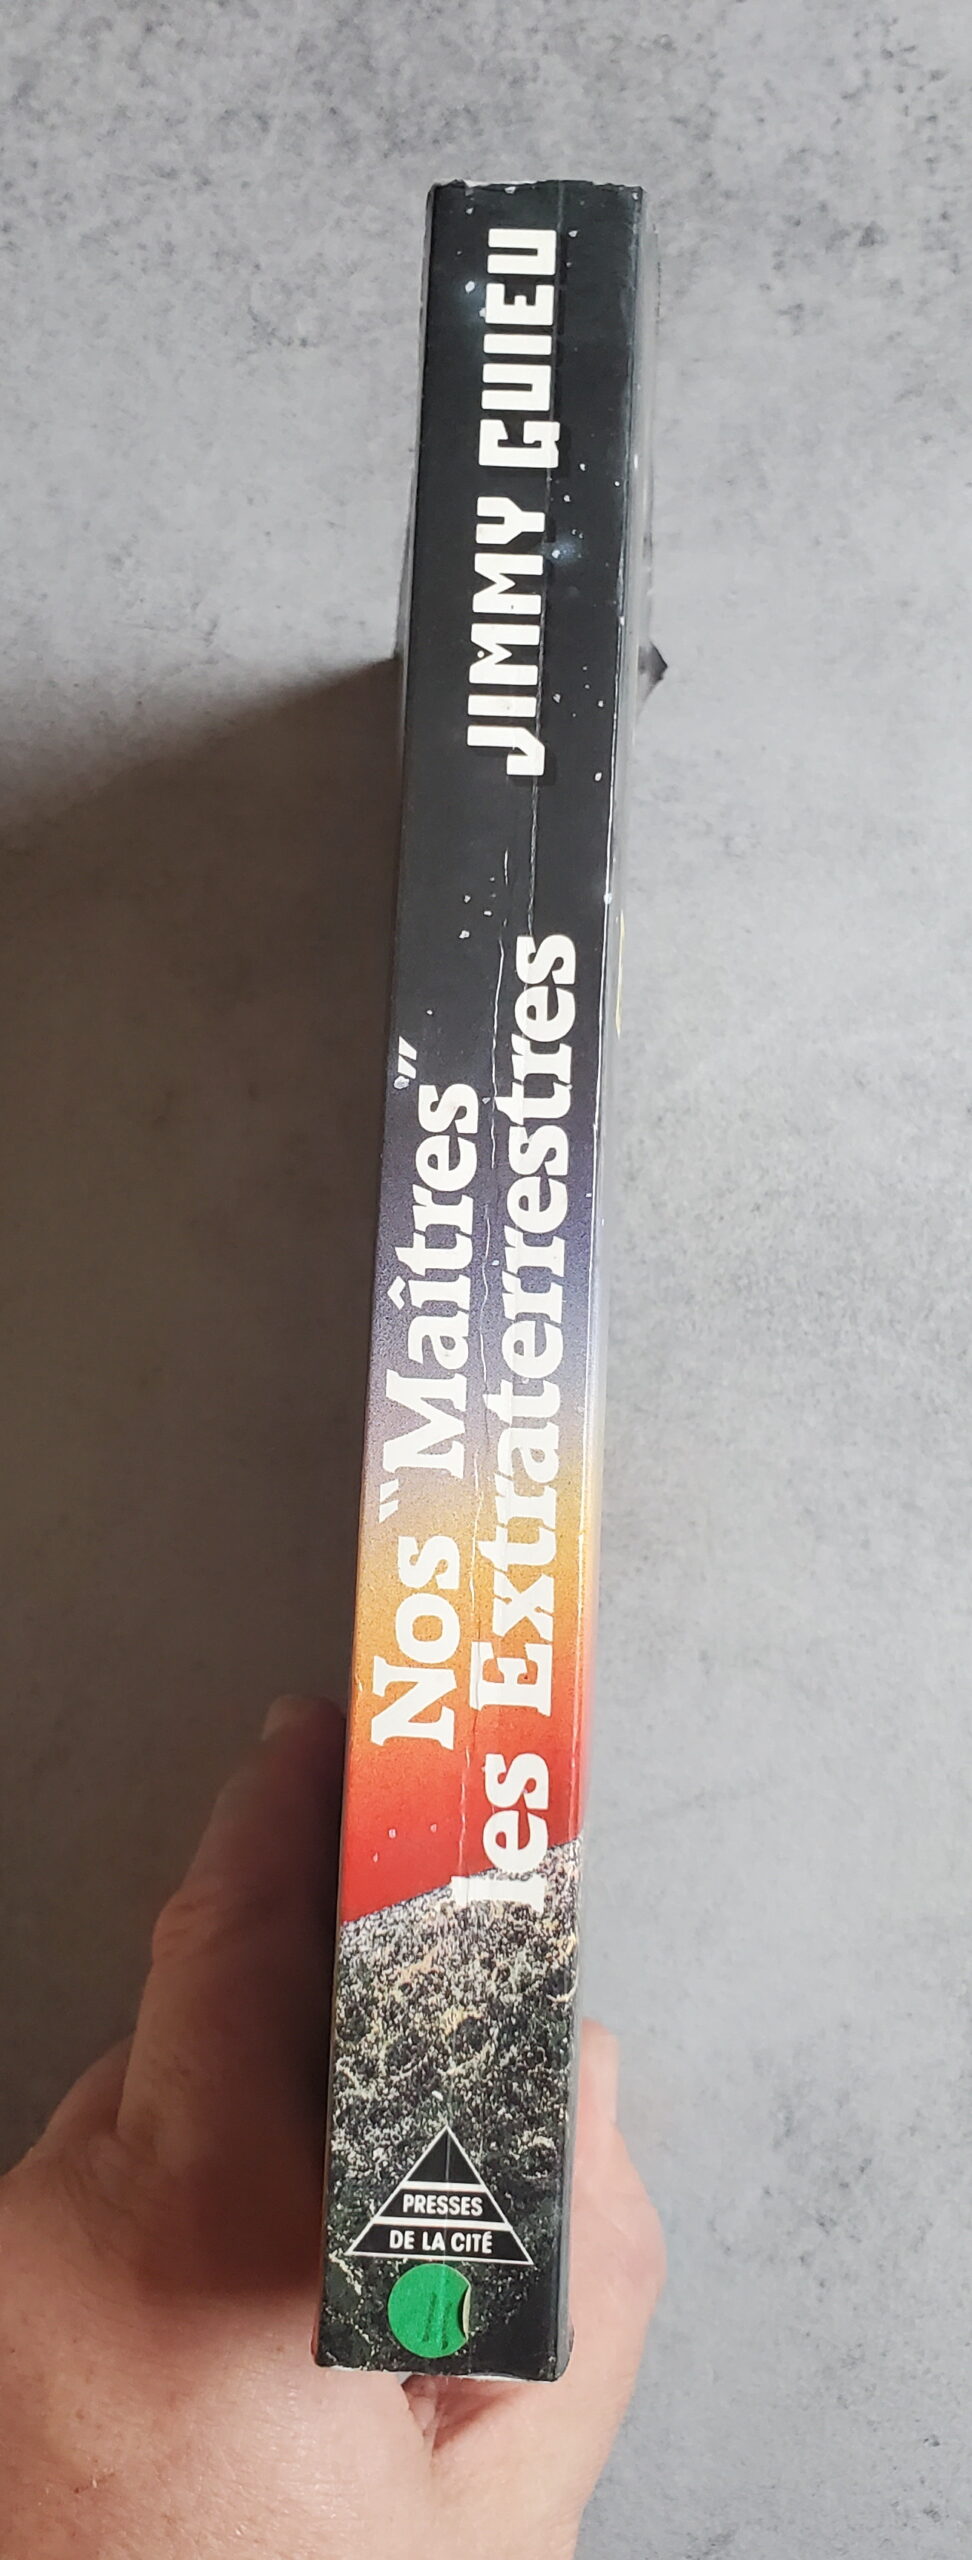 JIMMY GUIEU
Nos "Maîtres"
les Extraterrestres
PRESSES
DE LA CITÉ